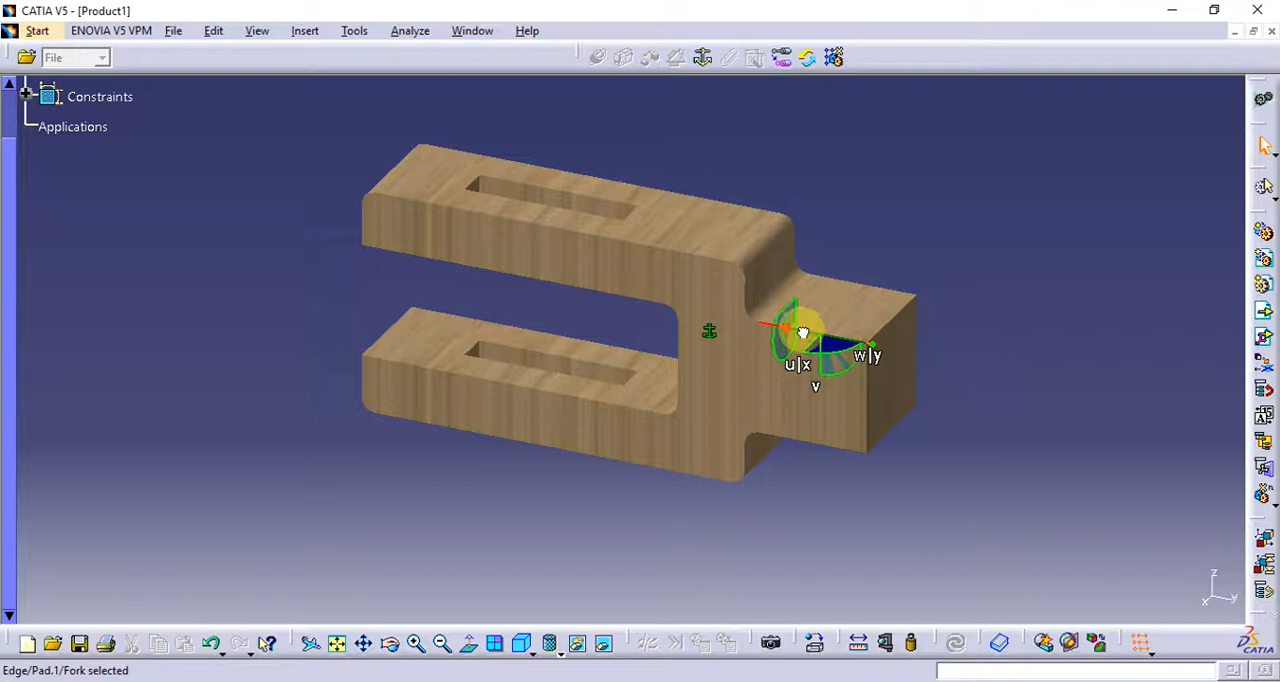 CATIA V5 - [Product1]
Start ENOVIA V5 VPM File Edit View Insert Tools Analyze Window Help
File
Constraints
Applications
u|x
w|y
v
z
x y
CATIA
Edge/Pad.1/Fork selected